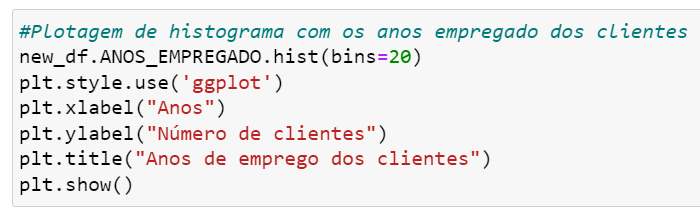 #Plotagem de histograma com os anos empregado dos clientes
new_df.ANOS_EMPREGADO.hist(bins=20)
plt.style.use('ggplot')
plt.xlabel("Anos")
plt.ylabel("Número de clientes")
plt.title("Anos de emprego dos clientes")
plt.show()